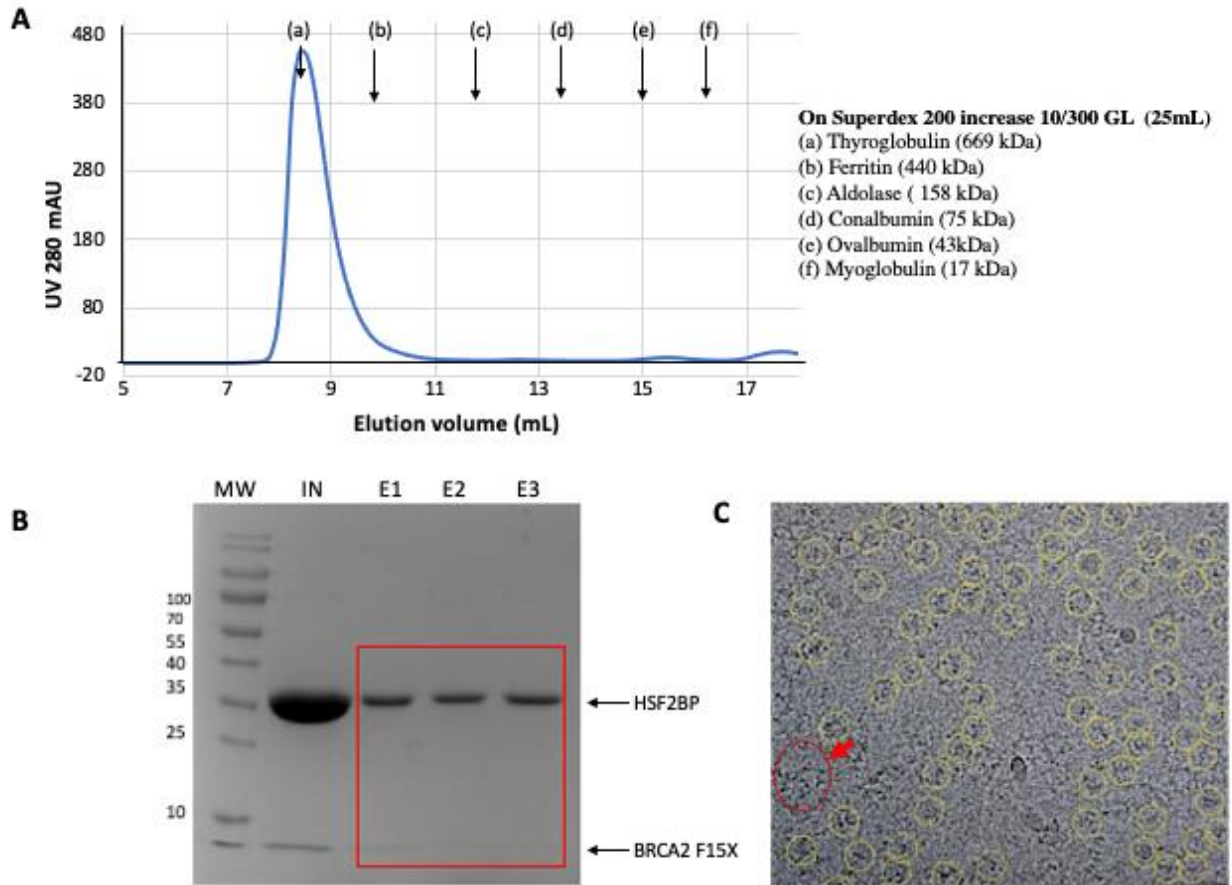 A
480
380
280
180
80
-20
UV 280 mAU
(a) (b) (c) (d) (e) (f)
5 7 9 11 13 15 17
Elution volume (mL)
On Superdex 200 increase 10/300 GL (25mL)
(a) Thyroglobulin (669 kDa)
(b) Ferritin (440 kDa)
(c) Aldolase ( 158 kDa)
(d) Conalbumin (75 kDa)
(e) Ovalbumin (43kDa)
(f) Myoglobulin (17 kDa)
B
MW IN E1 E2 E3
100
70
55
40
35
25
10
HSF2BP
BRCA2 F15X
C